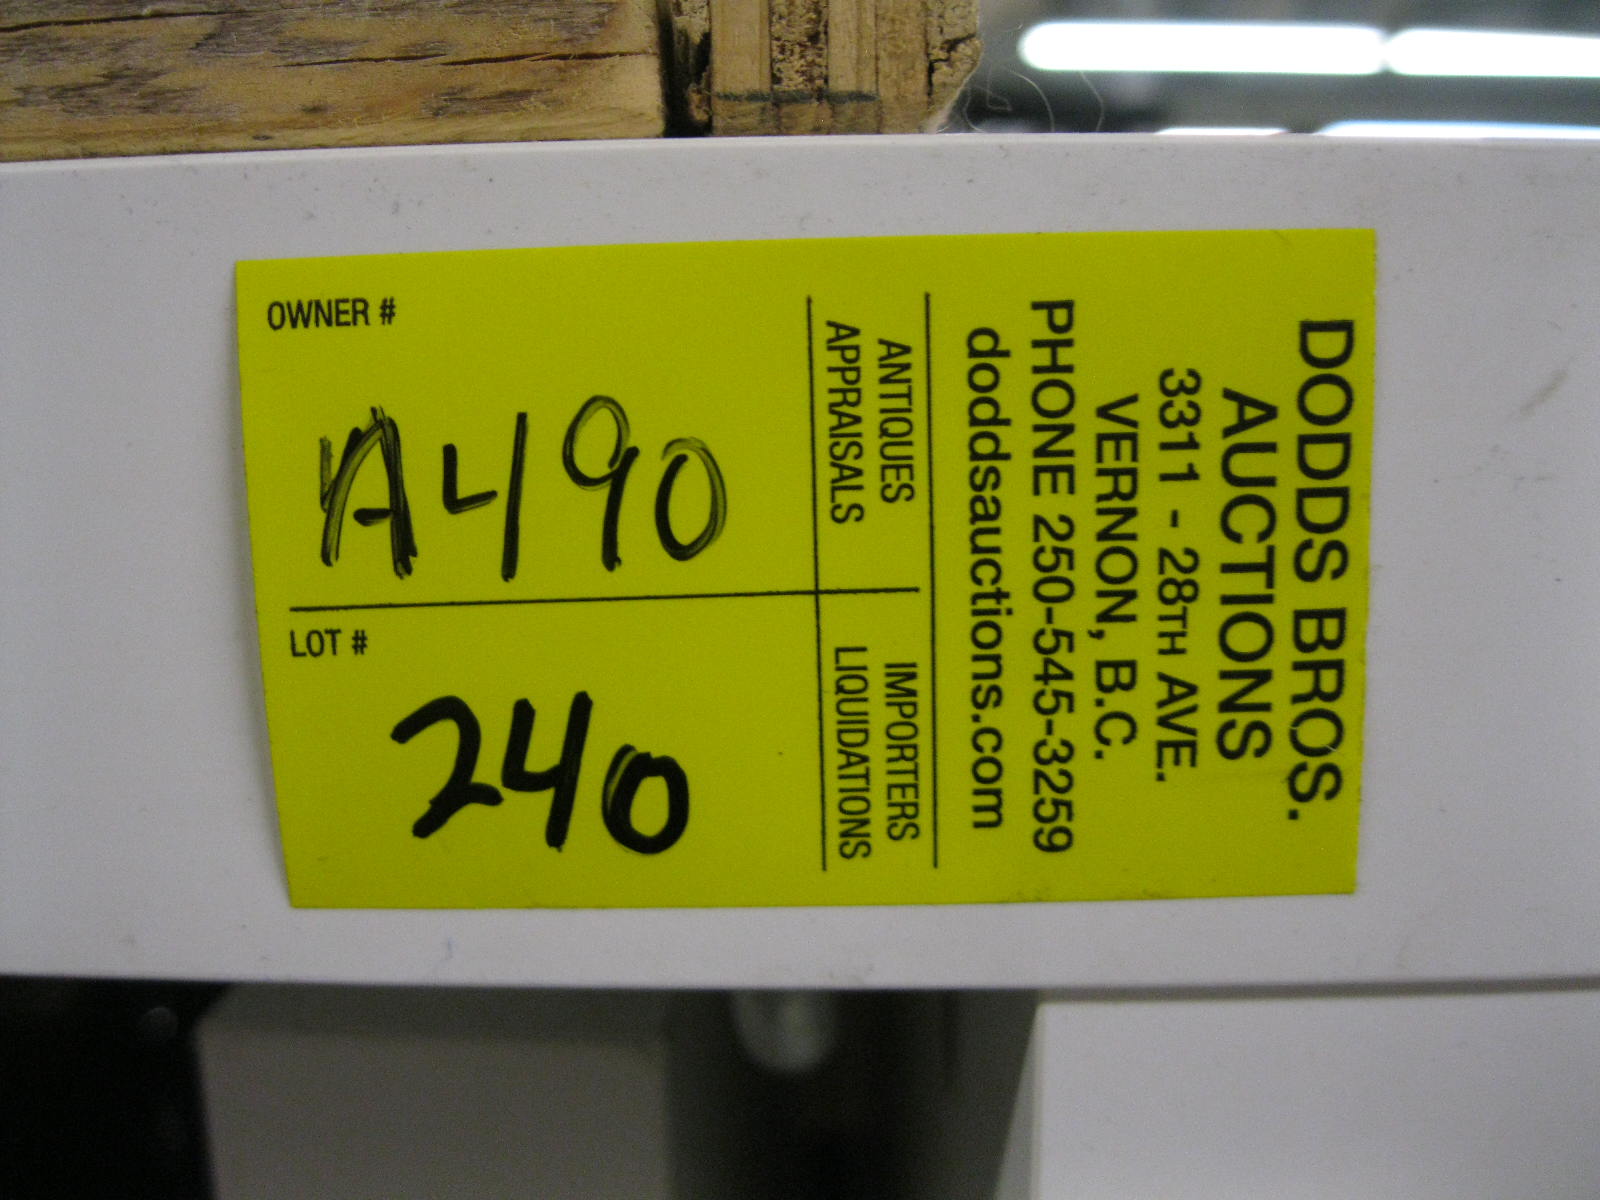 DODDS BROS.
AUCTIONS
3311 - 28TH AVE.
VERNON, B.C.
PHONE 250-545-3259
doddsauctions.com
ANTIQUES
APPRAISALS
IMPORTERS
LIQUIDATIONS
OWNER #
A490
LOT #
240